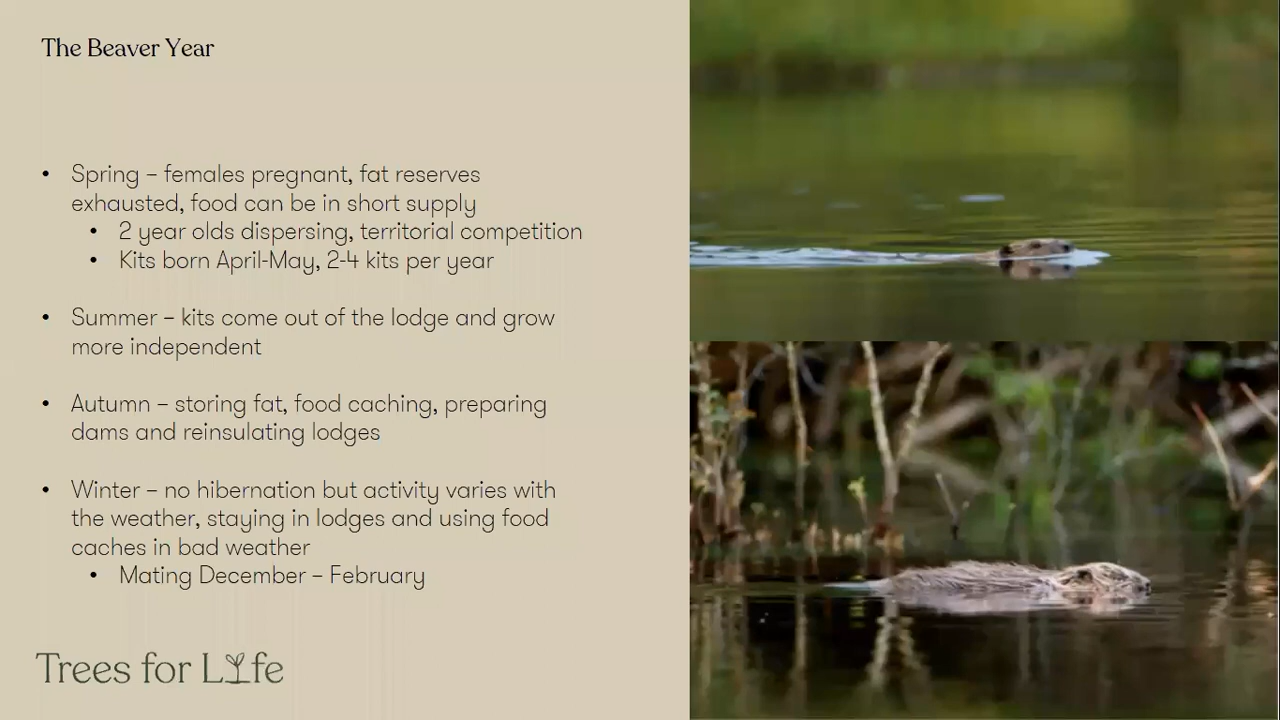 The Beaver Year
• Spring – females pregnant, fat reserves
exhausted, food can be in short supply
• 2 year olds dispersing, territorial competition
• Kits born April-May, 2-4 kits per year
• Summer – kits come out of the lodge and grow
more independent
• Autumn – storing fat, food caching, preparing
dams and reinsulating lodges
• Winter – no hibernation but activity varies with
the weather, staying in lodges and using food
caches in bad weather
• Mating December – February
Trees for Life